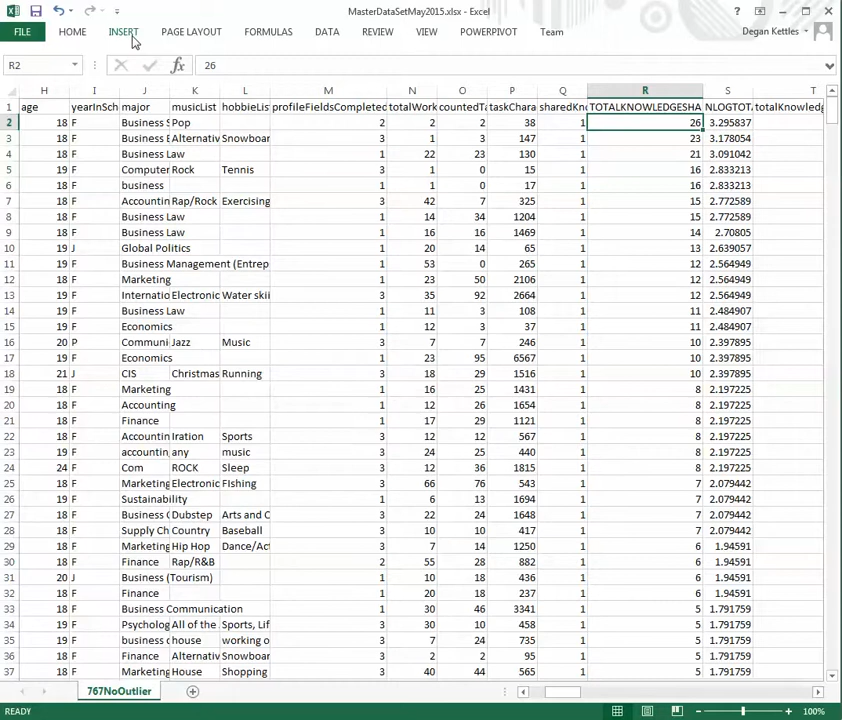 MasterDataSetMay2015.xlsx - Excel
FILE HOME INSERT PAGE LAYOUT FORMULAS DATA REVIEW VIEW POWERPIVOT Team Degan Kettles
R2 fx 26
H I J K L M N O P Q R S T
1 age yearInSch major musicList hobbieLis profileFieldsCompleted totalWork countedTa taskChara sharedKno TOTALKNOWLEDGESHA NLOGTOTA totalKnowledg
2 18 F Business S Pop 2 2 2 38 1 26 3.295837
3 18 F Business E Alternativ Snowboar 3 1 3 147 1 23 3.178054
4 18 F Business Law 1 22 23 130 1 21 3.091042
5 19 F Computer Rock Tennis 3 1 0 15 1 16 2.833213
6 18 F business 1 1 0 17 1 16 2.833213
7 18 F Accountin Rap/Rock Exercising 3 42 7 325 1 15 2.772589
8 18 F Business Law 1 14 34 1204 1 15 2.772589
9 18 F Business Law 1 16 16 1469 1 14 2.70805
10 19 J Global Politics 1 20 14 65 1 13 2.639057
11 19 F Business Management (Entrep 1 53 0 265 1 12 2.564949
12 18 F Marketing 1 23 50 2106 1 12 2.564949
13 19 F Internatio Electronic Water skii 3 35 92 2664 1 12 2.564949
14 18 F Business Law 1 11 3 108 1 11 2.484907
15 19 F Economics 1 12 3 37 1 11 2.484907
16 20 P Communi Jazz Music 3 7 7 246 1 10 2.397895
17 19 F Economics 1 23 95 6567 1 10 2.397895
18 21 J CIS Christmas Running 3 18 29 1516 1 10 2.397895
19 18 F Marketing 1 16 25 1431 1 8 2.197225
20 18 F Accounting 1 12 26 1654 1 8 2.197225
21 18 F Finance 1 17 29 1121 1 8 2.197225
22 18 F Accountin Iration Sports 3 12 12 567 1 8 2.197225
23 19 F accountin any music 3 24 25 440 1 8 2.197225
24 24 F Com ROCK Sleep 3 12 36 1815 1 8 2.197225
25 18 F Marketing Electronic FIshing 3 66 76 543 1 7 2.079442
26 19 F Sustainability 1 6 13 1694 1 7 2.079442
27 18 F Business C Dubstep Arts and C 3 22 24 1648 1 7 2.079442
28 18 F Supply Ch Country Baseball 3 10 10 417 1 7 2.079442
29 18 F Marketing Hip Hop Dance/Act 3 7 14 1250 1 6 1.94591
30 18 F Finance Rap/R&B 2 55 28 882 1 6 1.94591
31 20 J Business (Tourism) 1 10 18 436 1 6 1.94591
32 18 F Finance 1 20 18 237 1 6 1.94591
33 18 F Business Communication 1 30 46 3341 1 5 1.791759
34 19 F Psycholog All of the Sports, Lif 3 30 10 458 1 5 1.791759
35 18 F business c house working o 3 7 24 735 1 5 1.791759
36 18 F Finance Alternativ Snowboar 3 2 2 95 1 5 1.791759
37 18 F Marketing House Shopping 3 40 44 565 1 5 1.791759
767NoOutlier
READY 100%